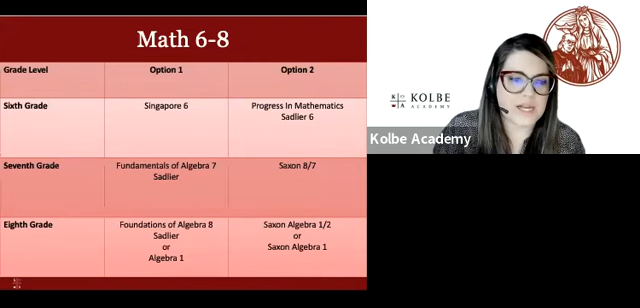 Math 6-8
Grade Level Option 1 Option 2
Sixth Grade Singapore 6 Progress In Mathematics
Sadlier 6
Seventh Grade Fundamentals of Algebra 7 Saxon 8/7
Sadlier
Eighth Grade Foundations of Algebra 8 Saxon Algebra 1/2
Sadlier or
or Saxon Algebra 1
Algebra 1
KOLBE
ACADEMY
Kolbe Academy